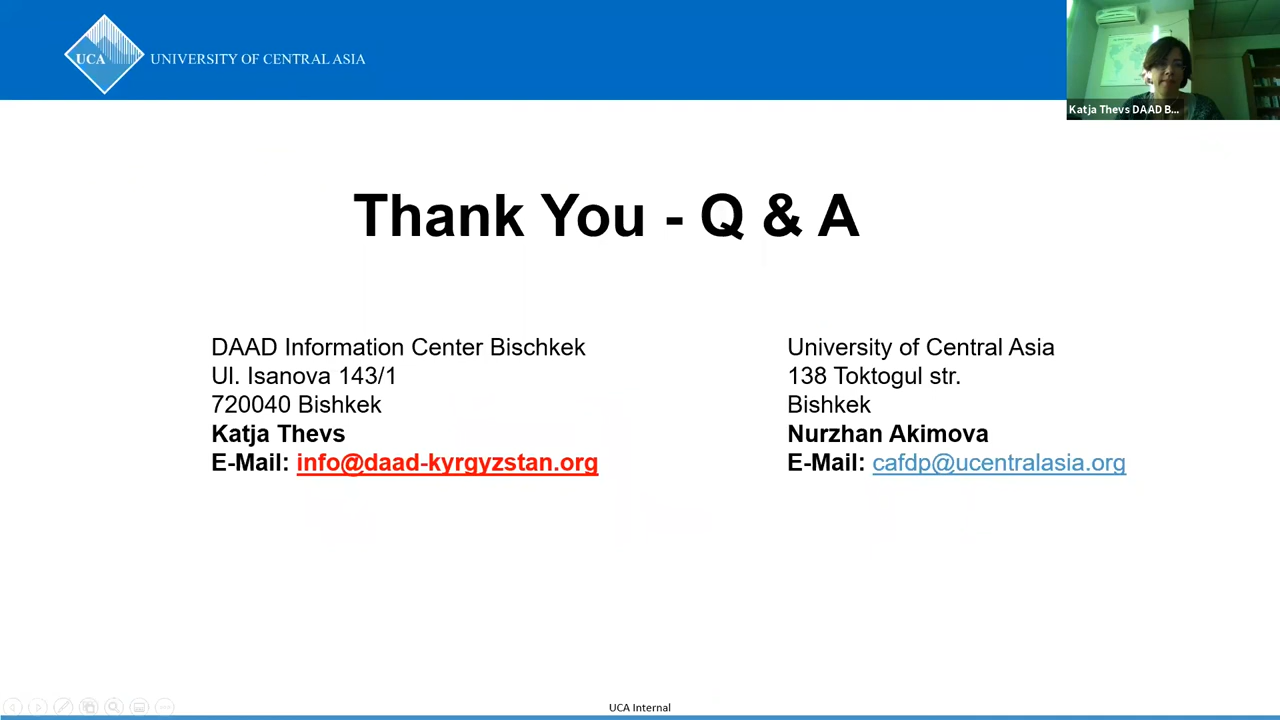 UCA UNIVERSITY OF CENTRAL ASIA
Katja Thevs DAAD B...
Thank You - Q & A
DAAD Information Center Bischkek
Ul. Isanova 143/1
720040 Bishkek
Katja Thevs
E-Mail: info@daad-kyrgyzstan.org
University of Central Asia
138 Toktogul str.
Bishkek
Nurzhan Akimova
E-Mail: cafdp@ucentralasia.org
UCA Internal